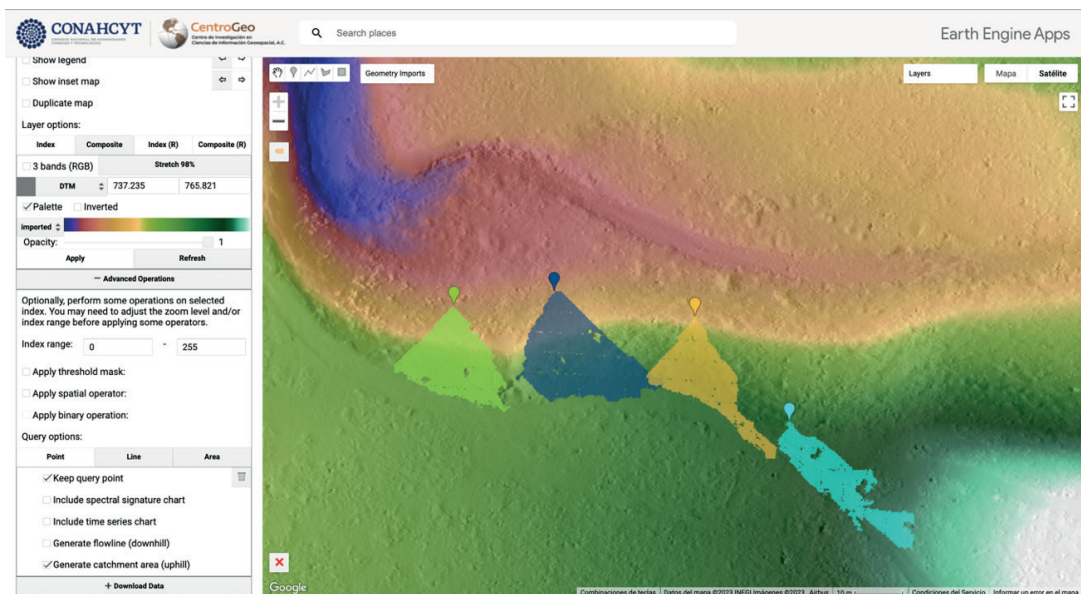 CONAHCYT
CONSEJO NACIONAL DE HUMANIDADES
CIENCIAS Y TECNOLOGÍAS
CentroGeo
Centro de Investigación en
Ciencias de Información Geoespacial, A.C.
Search places
Earth Engine Apps
Show legend
Show inset map
Duplicate map
Layer options:
Index Composite Index (R) Composite (R)
3 bands (RGB) Stretch 98%
DTM 737.235 765.821
Palette Inverted
imported
Opacity: 1
Apply Refresh
− Advanced Operations
Optionally, perform some operations on selected
index. You may need to adjust the zoom level and/or
index range before applying some operators.
Index range: 0 - 255
Apply threshold mask:
Apply spatial operator:
Apply binary operation:
Query options:
Point Line Area
Keep query point
Include spectral signature chart
Include time series chart
Generate flowline (downhill)
Generate catchment area (uphill)
+ Download Data
Geometry Imports
Layers
Mapa Satélite
Google
Combinaciones de teclas Datos del mapa ©2023 INEGI Imágenes ©2023 , Airbus 10 m Condiciones del Servicio Informar un error en el mapa